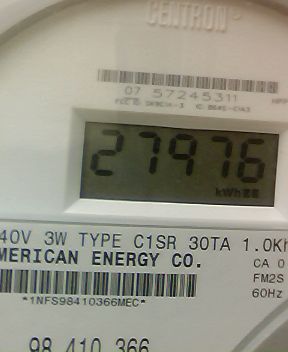 CENTRON®
07 57245311
27976
kWh
40V 3W TYPE C1SR 30TA 1.0Kh
MERICAN ENERGY CO.
CA 0
FM2S
*1NFS98410366MEC*
60Hz
98 410 366